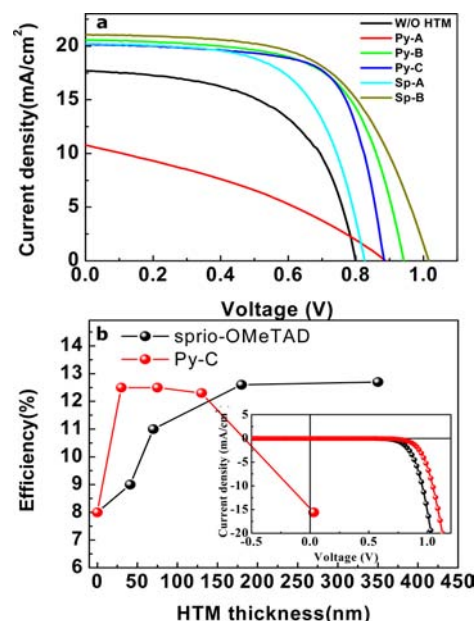 a
W/O HTM
Py-A
Py-B
Py-C
Sp-A
Sp-B
Current density(mA/cm²)
20
15
10
5
0
0.0 0.2 0.4 0.6 0.8 1.0
Voltage (V)
b
sprio-OMeTAD
Py-C
Efficiency(%)
14
13
12
11
10
9
8
7
6
Current density (mA/cm
5
0
-5
-10
-15
-20
-0.5 0.0 0.5 1.0
Voltage (V)
0 50 100 150 200 250 300 350 400 450
HTM thickness(nm)